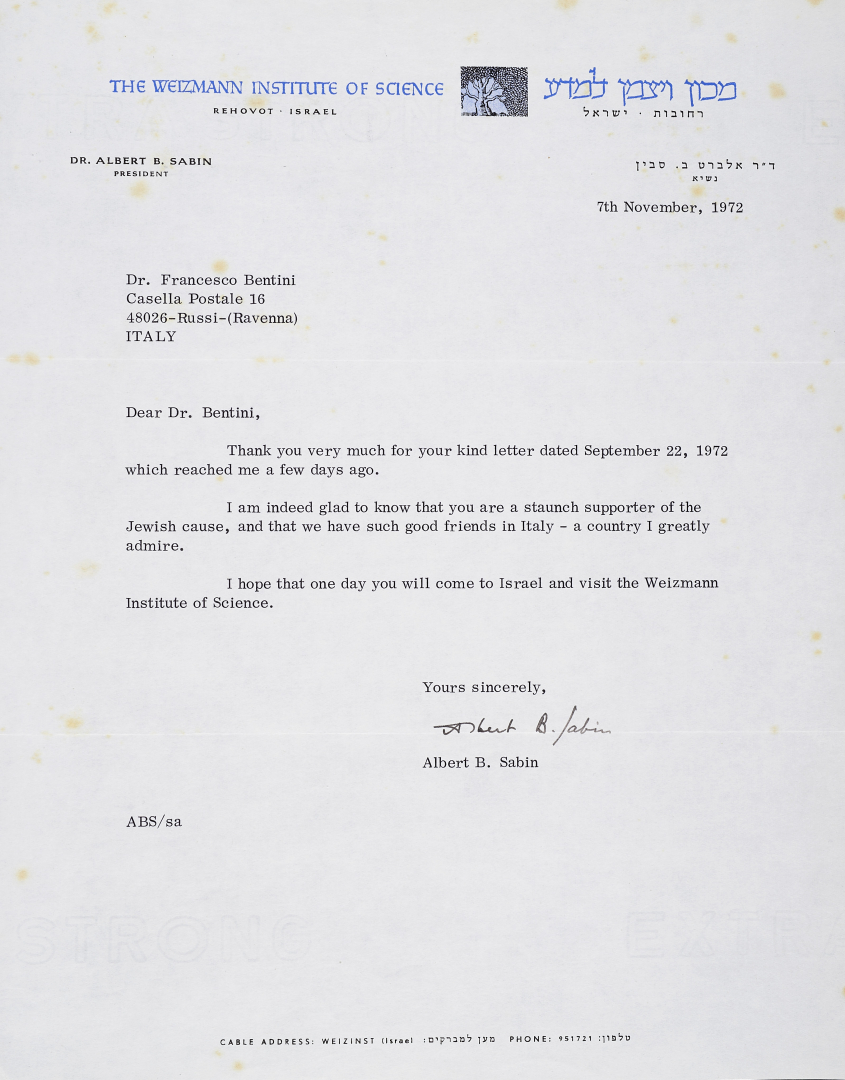 THE WEIZMANN INSTITUTE OF SCIENCE
מכון ויצמן למדע
REHOVOT · ISRAEL
רחובות · ישראל
DR. ALBERT B. SABIN
PRESIDENT
ד״ר אלברט ב. סבין
נשיא
7th November, 1972
Dr. Francesco Bentini
Casella Postale 16
48026-Russi-(Ravenna)
ITALY
Dear Dr. Bentini,
Thank you very much for your kind letter dated September 22, 1972
which reached me a few days ago.
I am indeed glad to know that you are a staunch supporter of the
Jewish cause, and that we have such good friends in Italy - a country I greatly
admire.
I hope that one day you will come to Israel and visit the Weizmann
Institute of Science.
Yours sincerely,
Albert B. Sabin
Albert B. Sabin
ABS/sa
STRONG EXTRA
CABLE ADDRESS: WEIZINST (Israel מען למברקים: PHONE: 951721 טלפון: